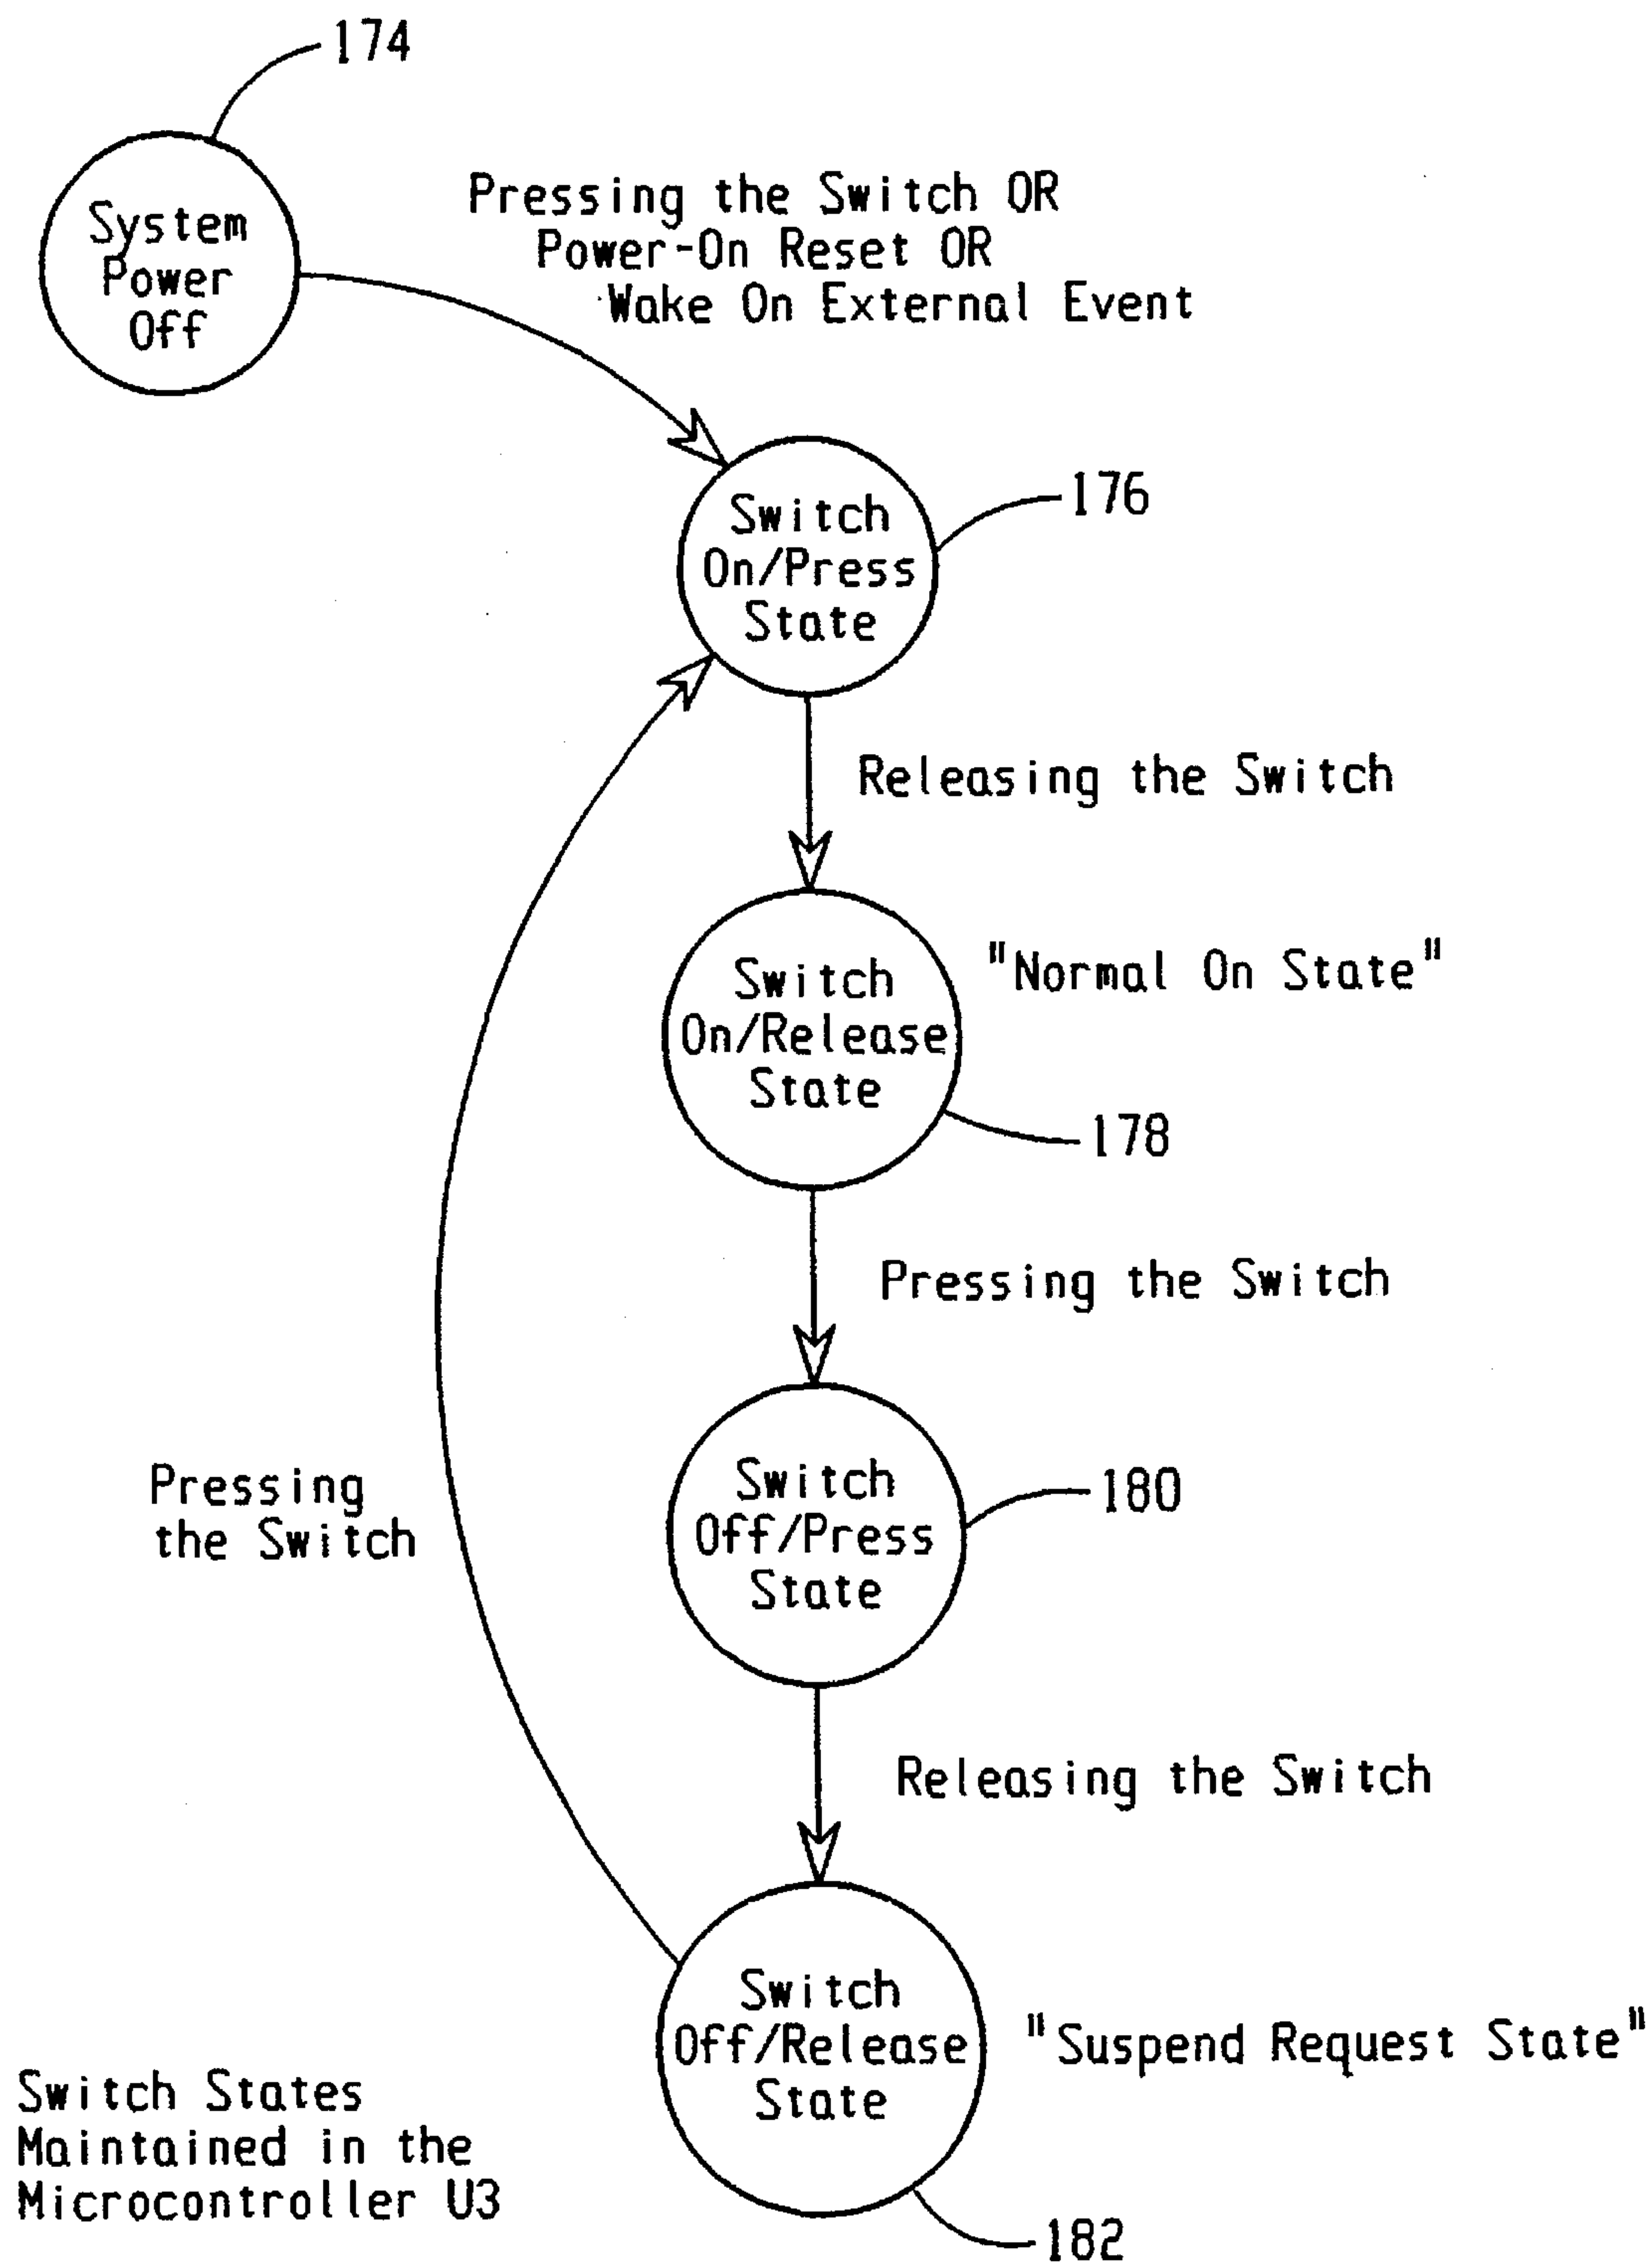 174
System
Power
Off
Pressing the Switch OR
Power-On Reset OR
Wake On External Event
Switch
On/Press
State
176
Releasing the Switch
Switch
On/Release
State
"Normal On State"
178
Pressing the Switch
Pressing
the Switch
Switch
Off/Press
State
180
Releasing the Switch
Switch
Off/Release
State
"Suspend Request State"
182
Switch States
Maintained in the
Microcontroller U3